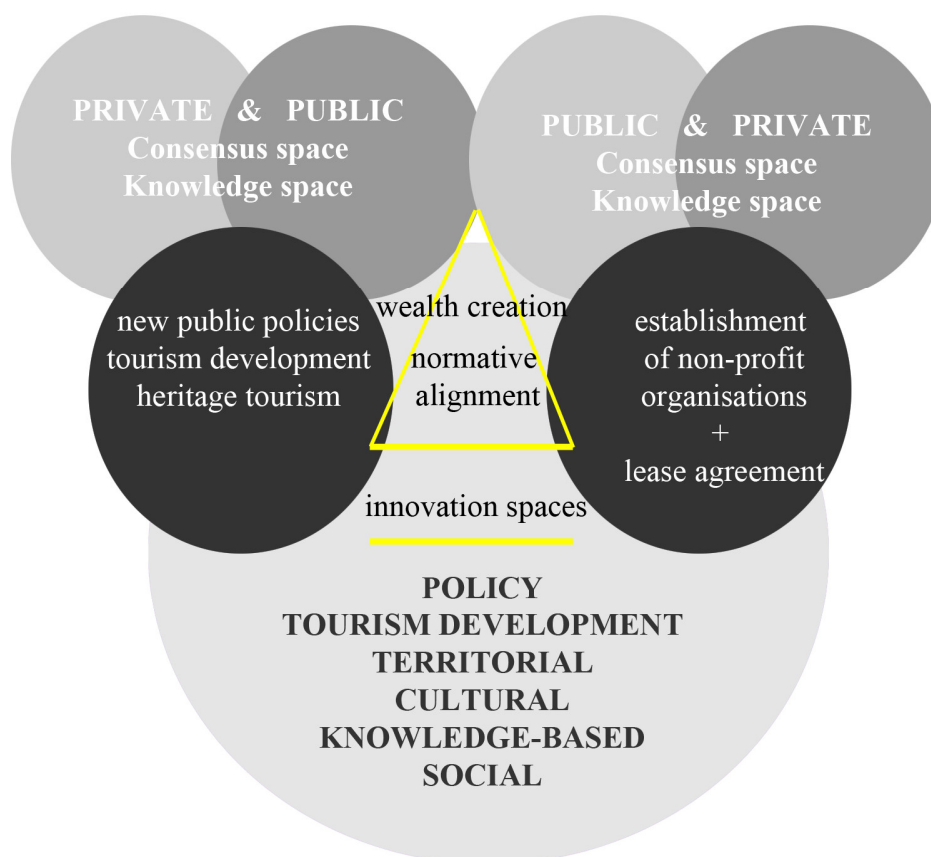 PRIVATE & PUBLIC
Consensus space
Knowledge space
PUBLIC & PRIVATE
Consensus space
Knowledge space
new public policies
tourism development
heritage tourism
wealth creation
normative
alignment
establishment
of non-profit
organisations
+
lease agreement
innovation spaces
POLICY
TOURISM DEVELOPMENT
TERRITORIAL
CULTURAL
KNOWLEDGE-BASED
SOCIAL